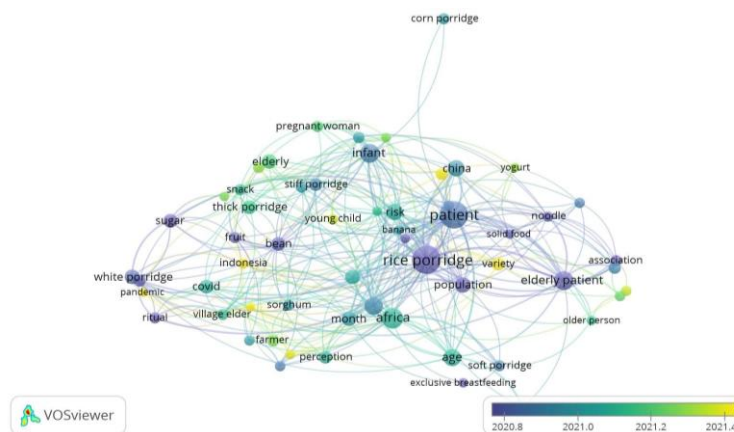 corn porridge
pregnant woman
infant
elderly
china
yogurt
snack
stiff porridge
thick porridge
risk
patient
sugar
young child
noodle
banana
solid food
fruit
bean
rice porridge
indonesia
variety
association
white porridge
population
elderly patient
pandemic
covid
ritual
village elder
sorghum
month
africa
older person
farmer
perception
age
soft porridge
exclusive breastfeeding
VOSviewer
2020.8 2021.0 2021.2 2021.4